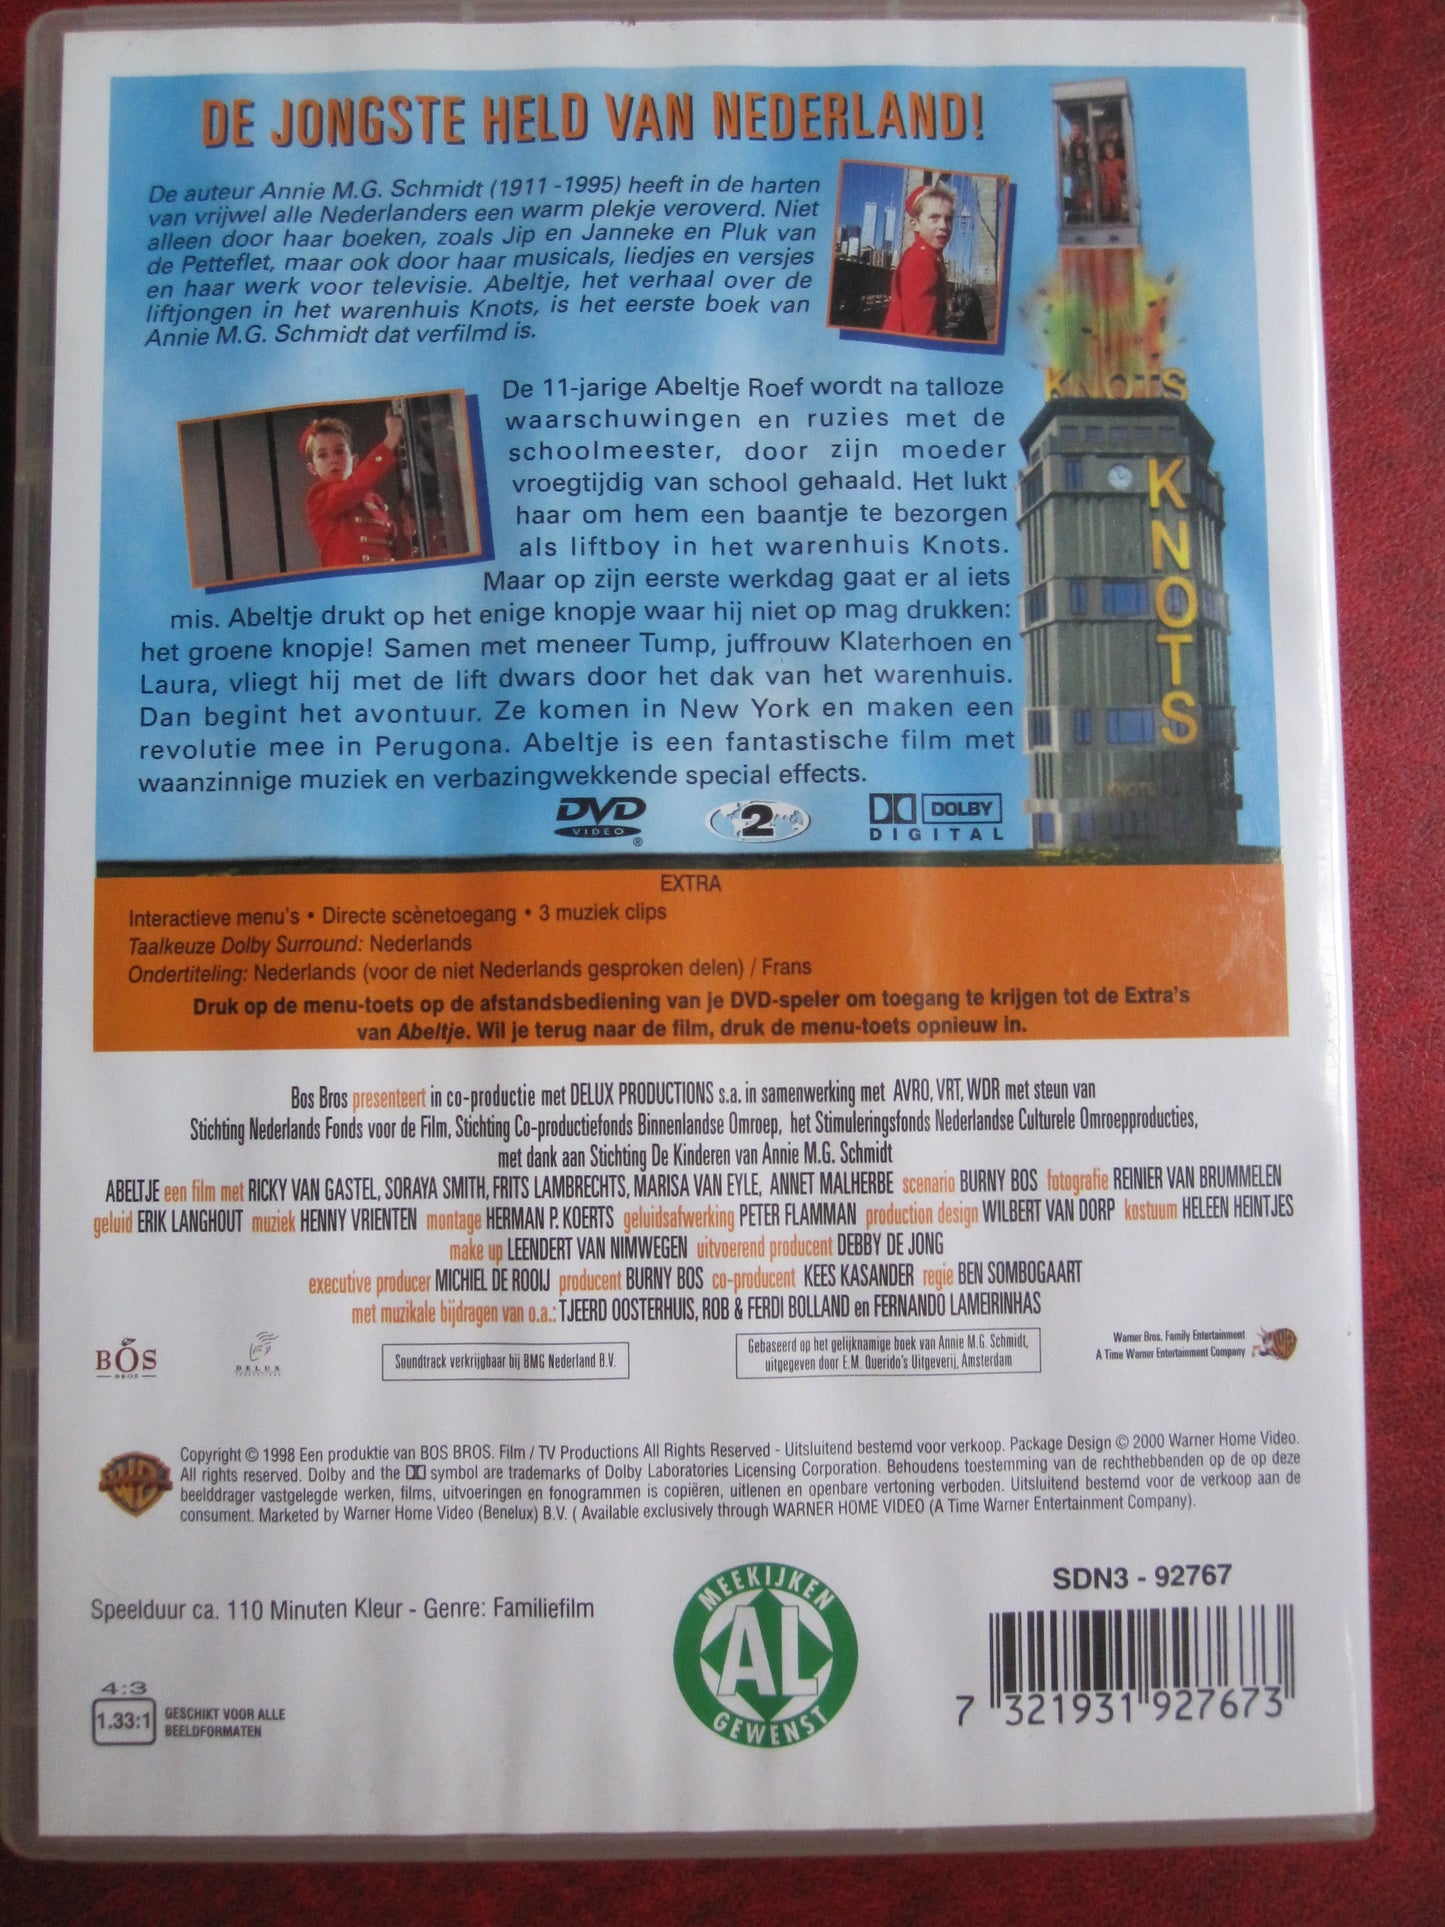 DE JONGSTE HELD VAN NEDERLAND!
De auteur Annie M.G. Schmidt (1911 -1995) heeft in de harten
van vrijwel alle Nederlanders een warm plekje veroverd. Niet
alleen door haar boeken, zoals Jip en Janneke en Pluk van
de Petteflet, maar ook door haar musicals, liedjes en versjes
en haar werk voor televisie. Abeltje, het verhaal over de
liftjongen in het warenhuis Knots, is het eerste boek van
Annie M.G. Schmidt dat verfilmd is.
KNOTS
KNOTS
KNOTS
De 11-jarige Abeltje Roef wordt na talloze
waarschuwingen en ruzies met de
schoolmeester, door zijn moeder
vroegtijdig van school gehaald. Het lukt
haar om hem een baantje te bezorgen
als liftboy in het warenhuis Knots.
Maar op zijn eerste werkdag gaat er al iets
mis. Abeltje drukt op het enige knopje waar hij niet op mag drukken:
het groene knopje! Samen met meneer Tump, juffrouw Klaterhoen en
Laura, vliegt hij met de lift dwars door het dak van het warenhuis.
Dan begint het avontuur. Ze komen in New York en maken een
revolutie mee in Perugona. Abeltje is een fantastische film met
waanzinnige muziek en verbazingwekkende special effects.
DVD VIDEO ® 2 DOLBY DIGITAL
EXTRA
Interactieve menu's • Directe scènetoegang • 3 muziek clips
Taalkeuze Dolby Surround: Nederlands
Ondertiteling: Nederlands (voor de niet Nederlands gesproken delen) / Frans
Druk op de menu-toets op de afstandsbediening van je DVD-speler om toegang te krijgen tot de Extra's
van Abeltje. Wil je terug naar de film, druk de menu-toets opnieuw in.
Bos Bros presenteert in co-productie met DELUX PRODUCTIONS s.a. in samenwerking met AVRO, VRT, WDR met steun van
Stichting Nederlands Fonds voor de Film, Stichting Co-productiefonds Binnenlandse Omroep, het Stimuleringsfonds Nederlandse Culturele Omroepproducties,
met dank aan Stichting De Kinderen van Annie M.G. Schmidt
ABELTJE een film met RICKY VAN GASTEL, SORAYA SMITH, FRITS LAMBRECHTS, MARISA VAN EYLE, ANNET MALHERBE scenario BURNY BOS fotografie REINIER VAN BRUMMELEN
geluid ERIK LANGHOUT muziek HENNY VRIENTEN montage HERMAN P. KOERTS geluidsafwerking PETER FLAMMAN production design WILBERT VAN DORP kostuum HELEEN HEINTJES
make up LEENDERT VAN NIMWEGEN uitvoerend producent DEBBY DE JONG
executive producer MICHIEL DE ROOIJ producent BURNY BOS co-producent KEES KASANDER regie BEN SOMBOGAART
met muzikale bijdragen van o.a.: TJEERD OOSTERHUIS, ROB & FERDI BOLLAND en FERNANDO LAMEIRINHAS
BOS BROS
DELUX PRODUCTIONS
Soundtrack verkrijgbaar bij BMG Nederland B.V.
Gebaseerd op het gelijknamige boek van Annie M.G. Schmidt,
uitgegeven door E.M. Querido's Uitgeverij, Amsterdam
Warner Bros. Family Entertainment
A Time Warner Entertainment Company
Copyright © 1998 Een produktie van BOS BROS. Film / TV Productions All Rights Reserved - Uitsluitend bestemd voor verkoop. Package Design © 2000 Warner Home Video.
All rights reserved. Dolby and the DD symbol are trademarks of Dolby Laboratories Licensing Corporation. Behoudens toestemming van de rechthebbenden op de op deze
beelddrager vastgelegde werken, films, uitvoeringen en fonogrammen is copiëren, uitlenen en openbare vertoning verboden. Uitsluitend bestemd voor de verkoop aan de
consument. Marketed by Warner Home Video (Benelux) B.V. ( Available exclusively through WARNER HOME VIDEO (A Time Warner Entertainment Company).
Speelduur ca. 110 Minuten Kleur - Genre: Familiefilm
MEEKIJKEN
AL
GEWENST
SDN3 - 92767
7 321931 927673
4:3
1.33:1
GESCHIKT VOOR ALLE
BEELDFORMATEN